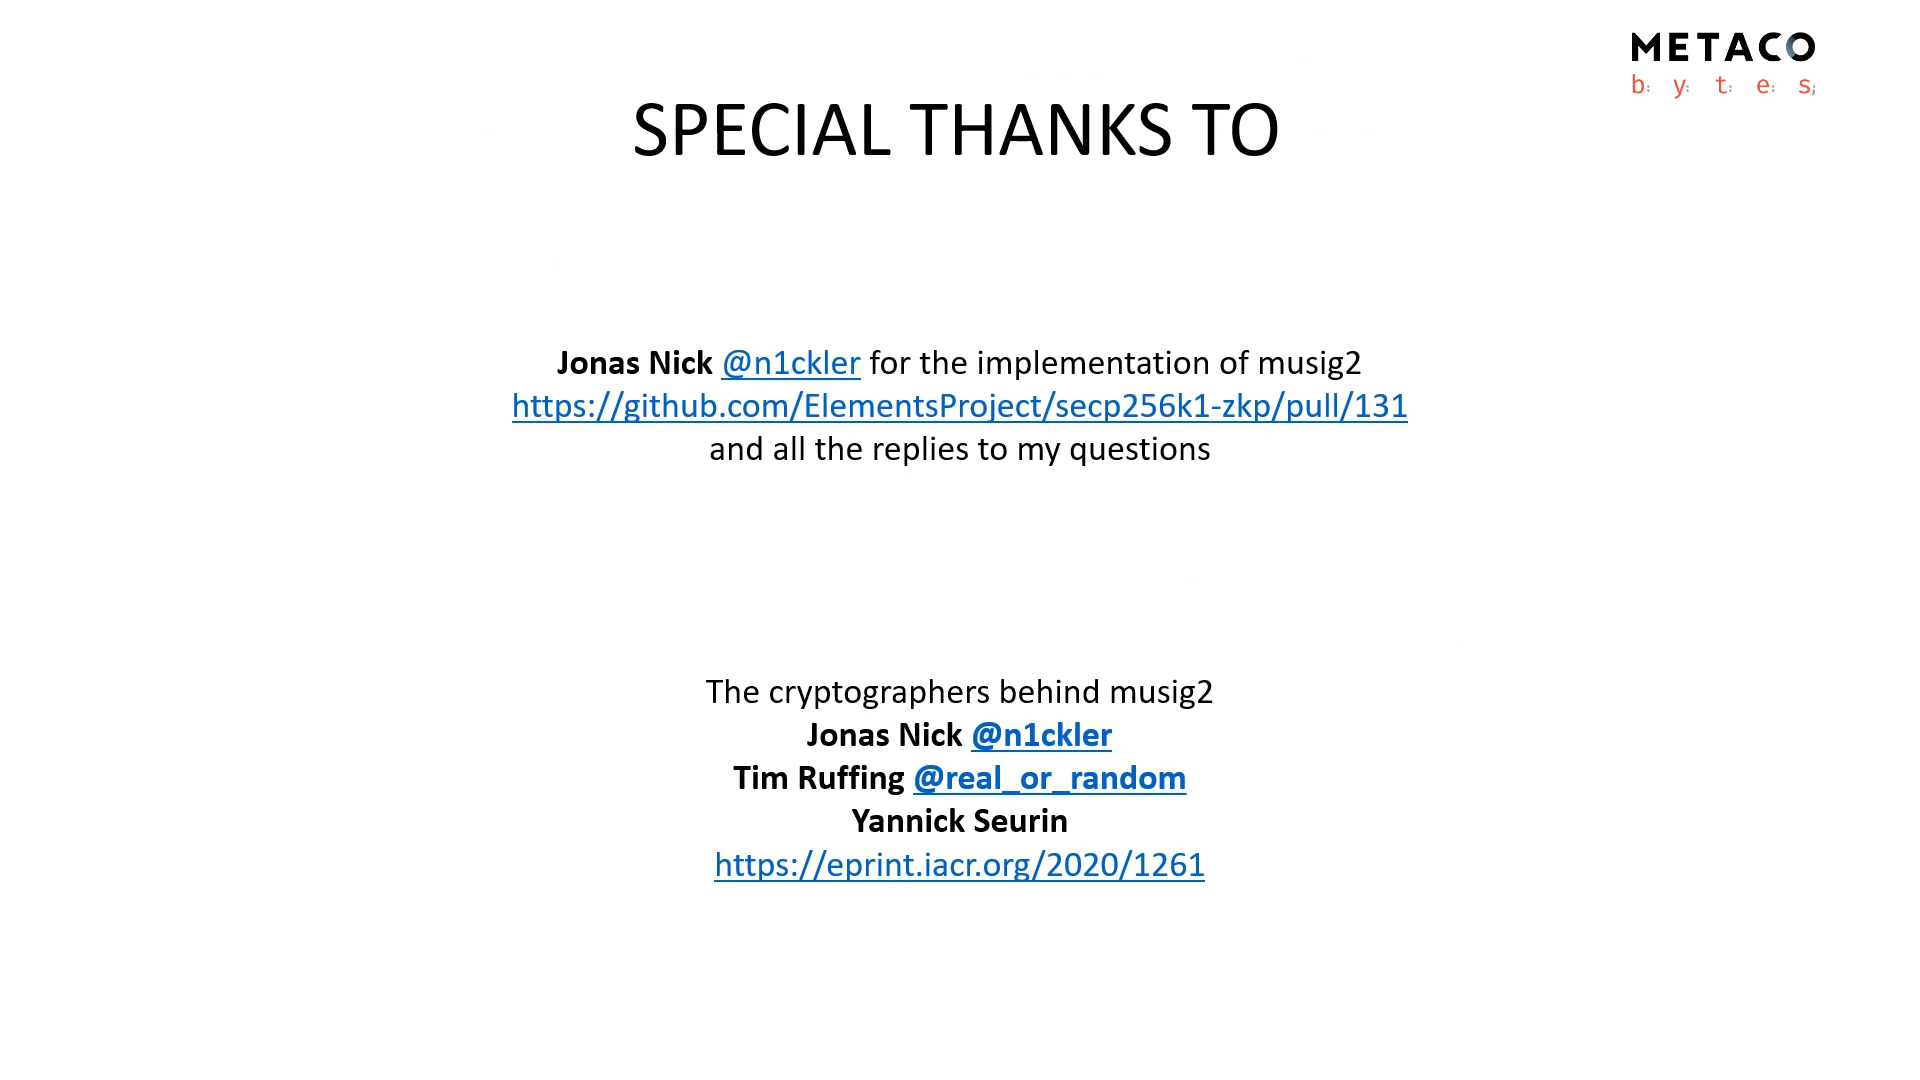 METACO
b: y: t: e: s;
SPECIAL THANKS TO
Jonas Nick @n1ckler for the implementation of musig2
https://github.com/ElementsProject/secp256k1-zkp/pull/131
and all the replies to my questions
The cryptographers behind musig2
Jonas Nick @n1ckler
Tim Ruffing @real_or_random
Yannick Seurin
https://eprint.iacr.org/2020/1261